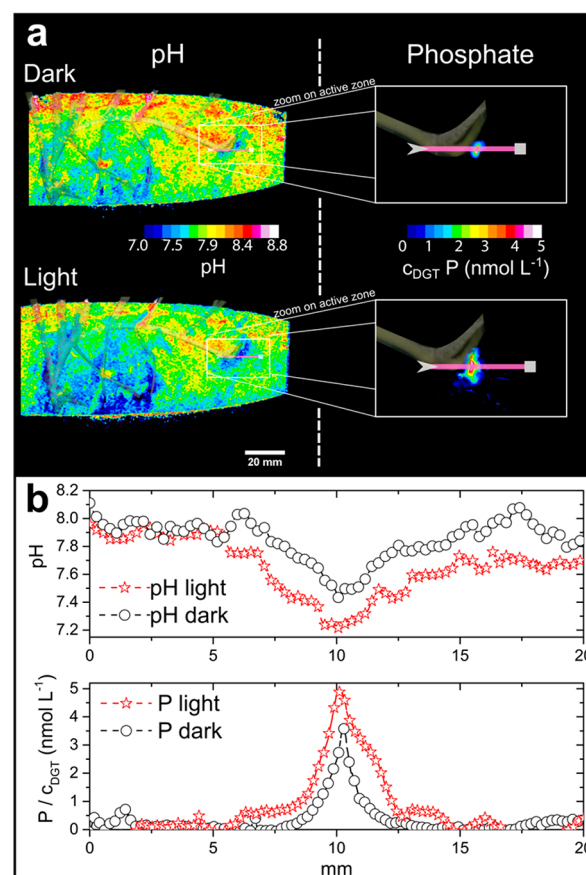 a
pH
Phosphate
Dark
zoom on active zone
7.0 7.5 7.9 8.4 8.8
pH
0 1 2 3 4 5
cDGT P (nmol L⁻¹)
Light
zoom on active zone
20 mm
b
8.2
8.0
7.8
7.6
7.4
7.2
pH
pH light
pH dark
0 5 10 15 20
5
4
3
2
1
0
P / cDGT (nmol L⁻¹)
P light
P dark
0 5 10 15 20
mm